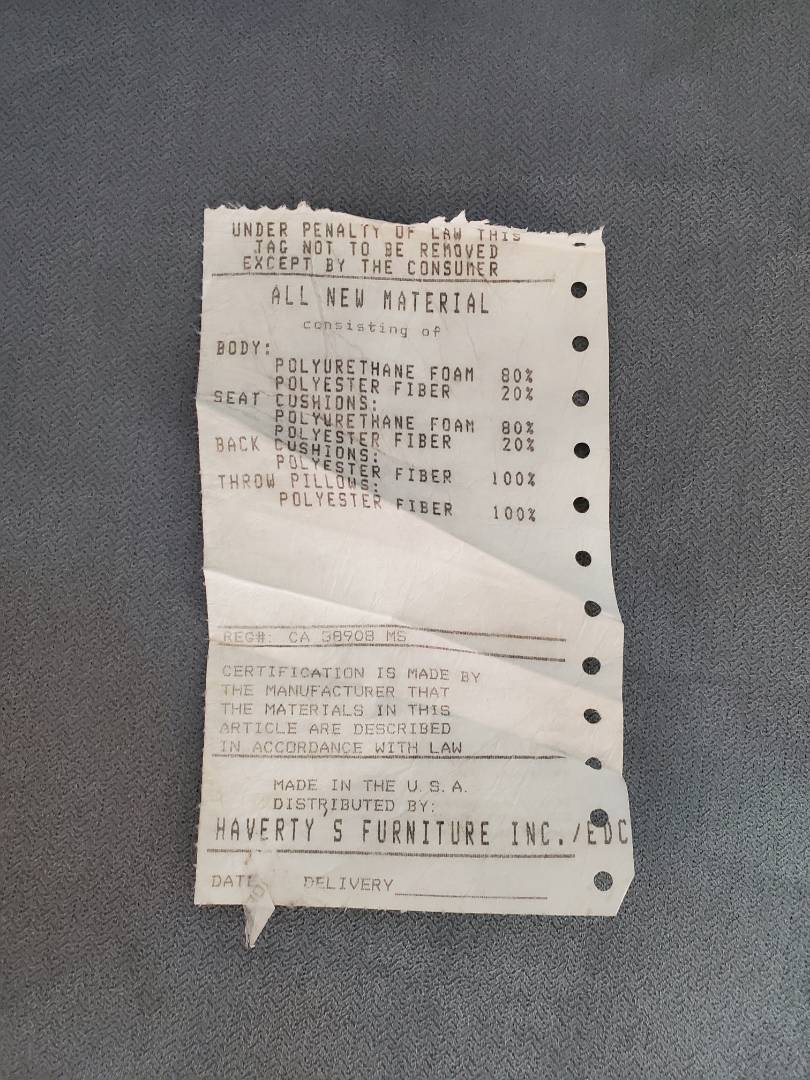 UNDER PENALTY OF LAW THIS
TAG NOT TO BE REMOVED
EXCEPT BY THE CONSUMER
ALL NEW MATERIAL
consisting of
BODY:
POLYURETHANE FOAM 80%
POLYESTER FIBER 20%
SEAT CUSHIONS:
POLYURETHANE FOAM 80%
POLYESTER FIBER 20%
BACK CUSHIONS:
POLYESTER FIBER 100%
THROW PILLOWS:
POLYESTER FIBER 100%
REG#: CA 38908 MS
CERTIFICATION IS MADE BY
THE MANUFACTURER THAT
THE MATERIALS IN THIS
ARTICLE ARE DESCRIBED
IN ACCORDANCE WITH LAW
MADE IN THE U.S.A.
DISTRIBUTED BY:
HAVERTY'S FURNITURE INC./EDC
DATE DELIVERY